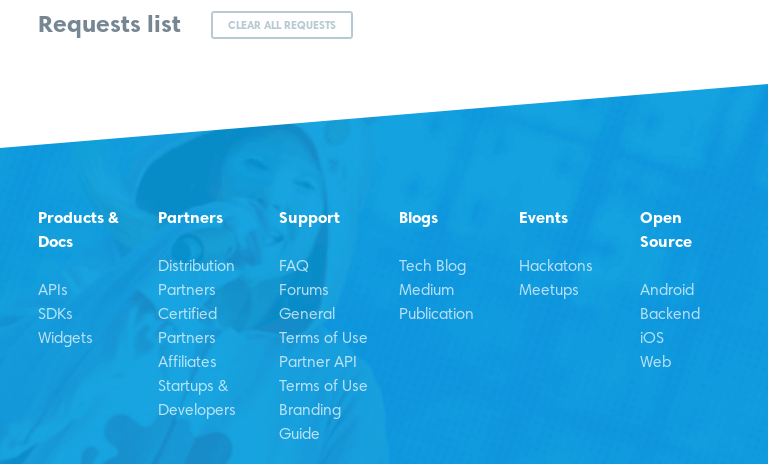 Requests list
CLEAR ALL REQUESTS
Products &
Docs
APIs
SDKs
Widgets
Partners
Distribution
Partners
Certified
Partners
Affiliates
Startups &
Developers
Support
FAQ
Forums
General
Terms of Use
Partner API
Terms of Use
Branding
Guide
Blogs
Tech Blog
Medium
Publication
Events
Hackatons
Meetups
Open
Source
Android
Backend
iOS
Web